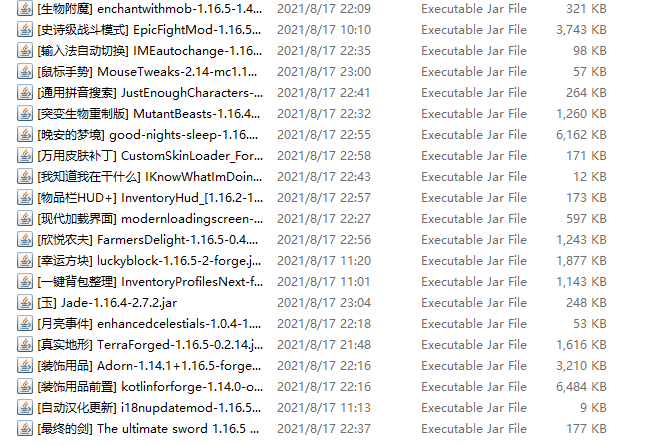 [生物附魔] enchantwithmob-1.16.5-1.4... 2021/8/17 22:09 Executable Jar File 321 KB
[史诗级战斗模式] EpicFightMod-1.16.5... 2021/8/17 10:10 Executable Jar File 3,743 KB
[输入法自动切换] IMEautochange-1.16... 2021/8/17 22:35 Executable Jar File 98 KB
[鼠标手势] MouseTweaks-2.14-mc1.1... 2021/8/17 23:00 Executable Jar File 57 KB
[通用拼音搜索] JustEnoughCharacters-... 2021/8/17 22:41 Executable Jar File 264 KB
[突变生物重制版] MutantBeasts-1.16.4... 2021/8/17 22:32 Executable Jar File 1,260 KB
[晚安的梦境] good-nights-sleep-1.16.... 2021/8/17 22:55 Executable Jar File 6,162 KB
[万用皮肤补丁] CustomSkinLoader_For... 2021/8/17 22:58 Executable Jar File 171 KB
[我知道我在干什么] IKnowWhatImDoin... 2021/8/17 22:43 Executable Jar File 12 KB
[物品栏HUD+] InventoryHud_[1.16.2-1... 2021/8/17 22:57 Executable Jar File 173 KB
[现代加载界面] modernloadingscreen-... 2021/8/17 22:27 Executable Jar File 597 KB
[欣悦农夫] FarmersDelight-1.16.5-0.4.... 2021/8/17 22:56 Executable Jar File 1,243 KB
[幸运方块] luckyblock-1.16.5-2-forge.j... 2021/8/17 11:20 Executable Jar File 1,877 KB
[一键背包整理] InventoryProfilesNext-f... 2021/8/17 11:01 Executable Jar File 1,143 KB
[玉] Jade-1.16.4-2.7.2.jar 2021/8/17 23:04 Executable Jar File 248 KB
[月亮事件] enhancedcelestials-1.0.4-1.... 2021/8/17 22:18 Executable Jar File 53 KB
[真实地形] TerraForged-1.16.5-0.2.14.j... 2021/8/17 21:48 Executable Jar File 1,616 KB
[装饰用品] Adorn-1.14.1+1.16.5-forge... 2021/8/17 22:16 Executable Jar File 3,210 KB
[装饰用品前置] kotlinforforge-1.14.0-o... 2021/8/17 22:16 Executable Jar File 6,484 KB
[自动汉化更新] i18nupdatemod-1.16.5... 2021/8/17 11:13 Executable Jar File 9 KB
[最终的剑] The ultimate sword 1.16.5 ... 2021/8/17 22:37 Executable Jar File 177 KB